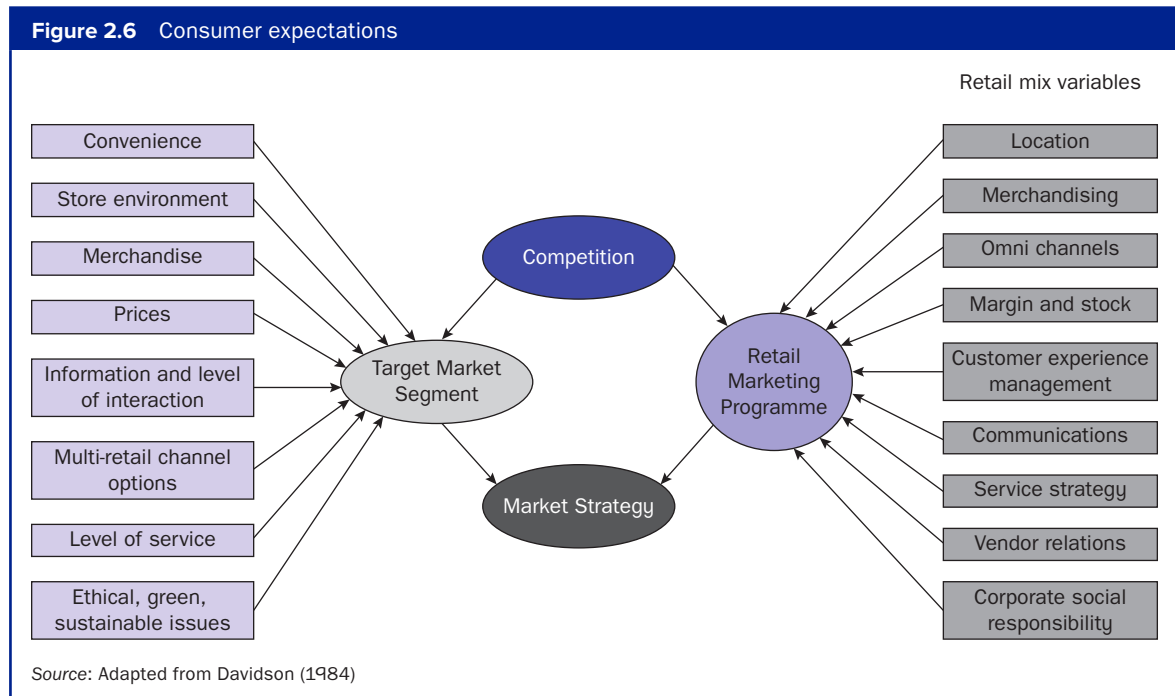 Figure 2.6 Consumer expectations
Retail mix variables
Convenience
Store environment
Merchandise
Prices
Information and level
of interaction
Multi-retail channel
options
Level of service
Ethical, green,
sustainable issues
Competition
Target Market
Segment
Retail
Marketing
Programme
Market Strategy
Location
Merchandising
Omni channels
Margin and stock
Customer experience
management
Communications
Service strategy
Vendor relations
Corporate social
responsibility
Source: Adapted from Davidson (1984)